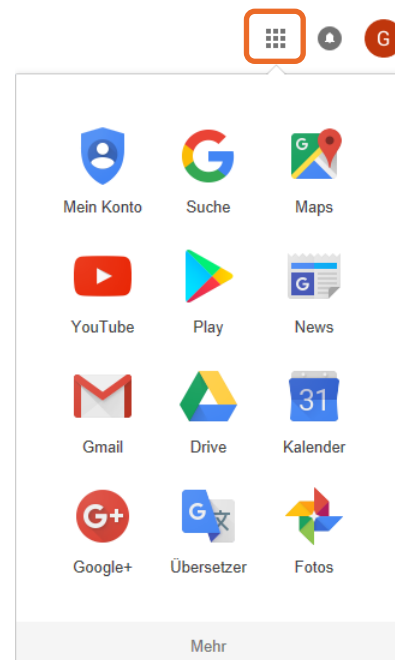 G
G G
Mein Konto Suche Maps
G
YouTube Play News
31
Gmail Drive Kalender
G+ G 文
Google+ Übersetzer Fotos
Mehr